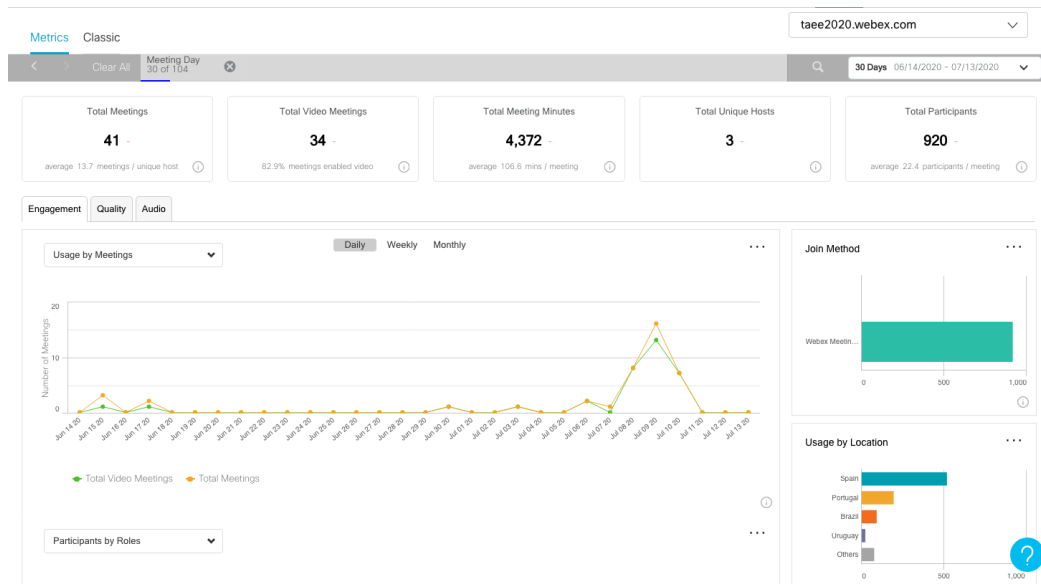 taee2020.webex.com
Metrics Classic
Clear All
Meeting Day
30 of 104
30 Days 06/14/2020 - 07/13/2020
Total Meetings
41 -
average 13.7 meetings / unique host
Total Video Meetings
34 -
82.9% meetings enabled video
Total Meeting Minutes
4,372 -
average 106.6 mins / meeting
Total Unique Hosts
3 -
Total Participants
920 -
average 22.4 participants / meeting
Engagement Quality Audio
Usage by Meetings
Daily Weekly Monthly
Number of Meetings
20
10
0
Jun 14 20 Jun 15 20 Jun 16 20 Jun 17 20 Jun 18 20 Jun 19 20 Jun 20 20 Jun 21 20 Jun 22 20 Jun 23 20 Jun 24 20 Jun 25 20 Jun 26 20 Jun 27 20 Jun 28 20 Jun 29 20 Jun 30 20 Jul 01 20 Jul 02 20 Jul 03 20 Jul 04 20 Jul 05 20 Jul 06 20 Jul 07 20 Jul 08 20 Jul 09 20 Jul 10 20 Jul 11 20 Jul 12 20 Jul 13 20
Total Video Meetings Total Meetings
Participants by Roles
Join Method
Webex Meetin...
0 500 1,000
Usage by Location
Spain
Portugal
Brazil
Uruguay
Others
0 500 1,000
?